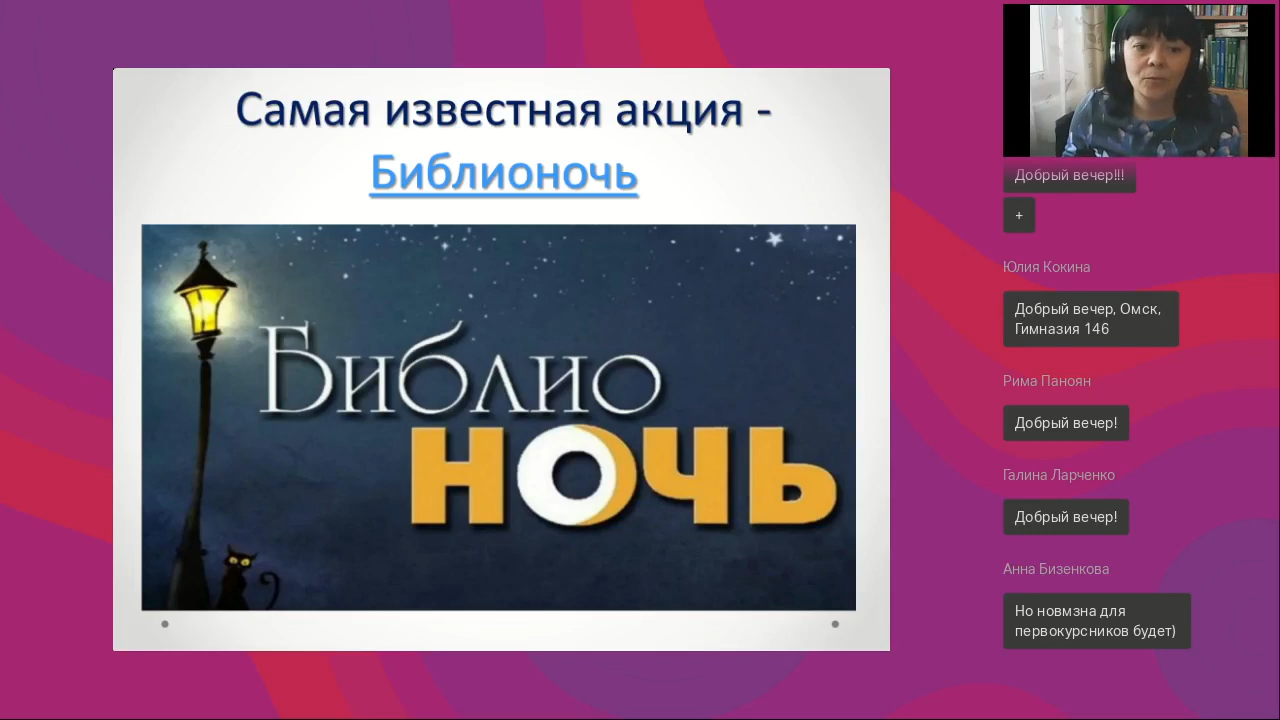 Самая известная акция -
Библионочь
Библио
ночь
Добрый вечер!!!
+
Юлия Кокина
Добрый вечер, Омск,
Гимназия 146
Рима Паноян
Добрый вечер!
Галина Ларченко
Добрый вечер!
Анна Бизенкова
Но новмзна для
первокурсников будет)